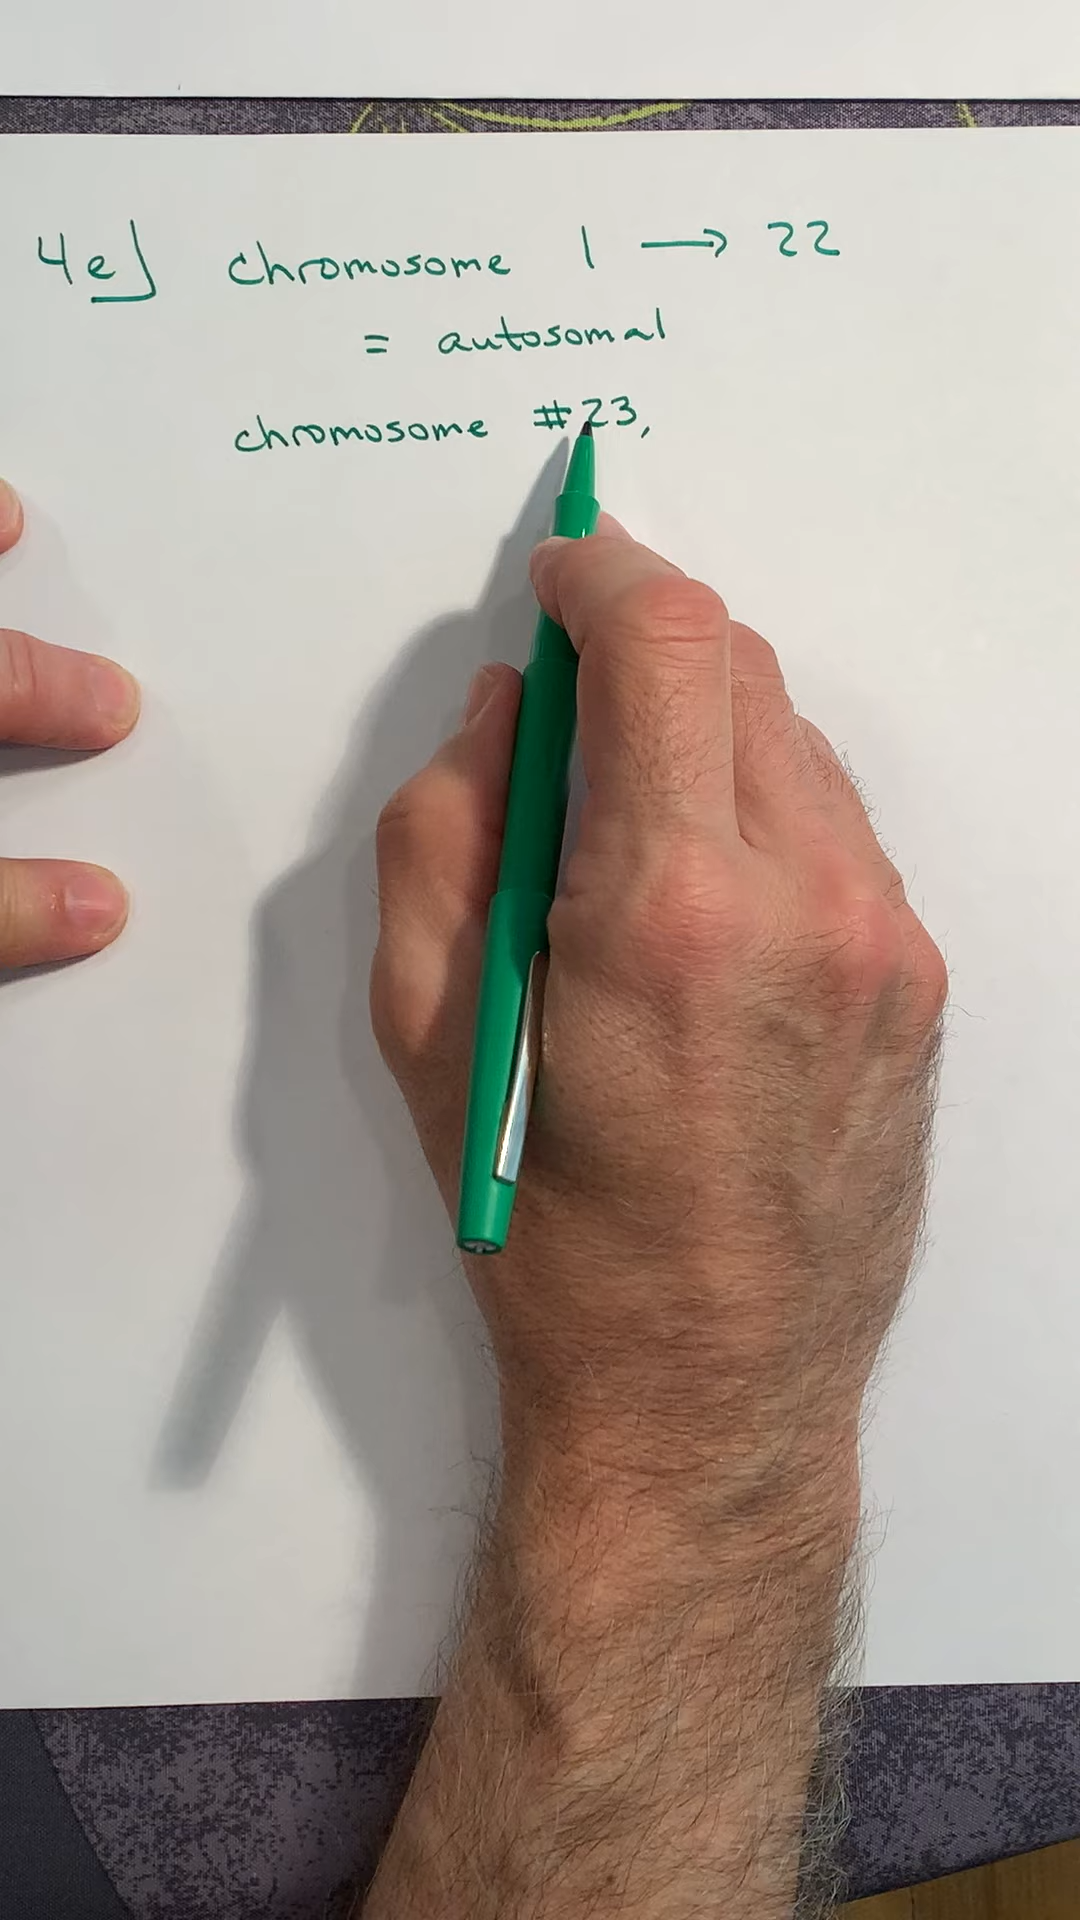 4e] chromosome 1 → 22
= autosomal
chromosome #23,